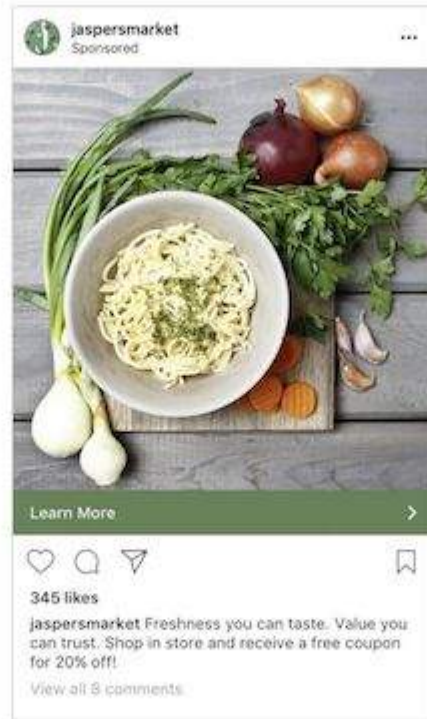 jaspersmarket
Sponsored
Learn More
345 likes
jaspersmarket Freshness you can taste. Value you
can trust. Shop in store and receive a free coupon
for 20% off!
View all 8 comments